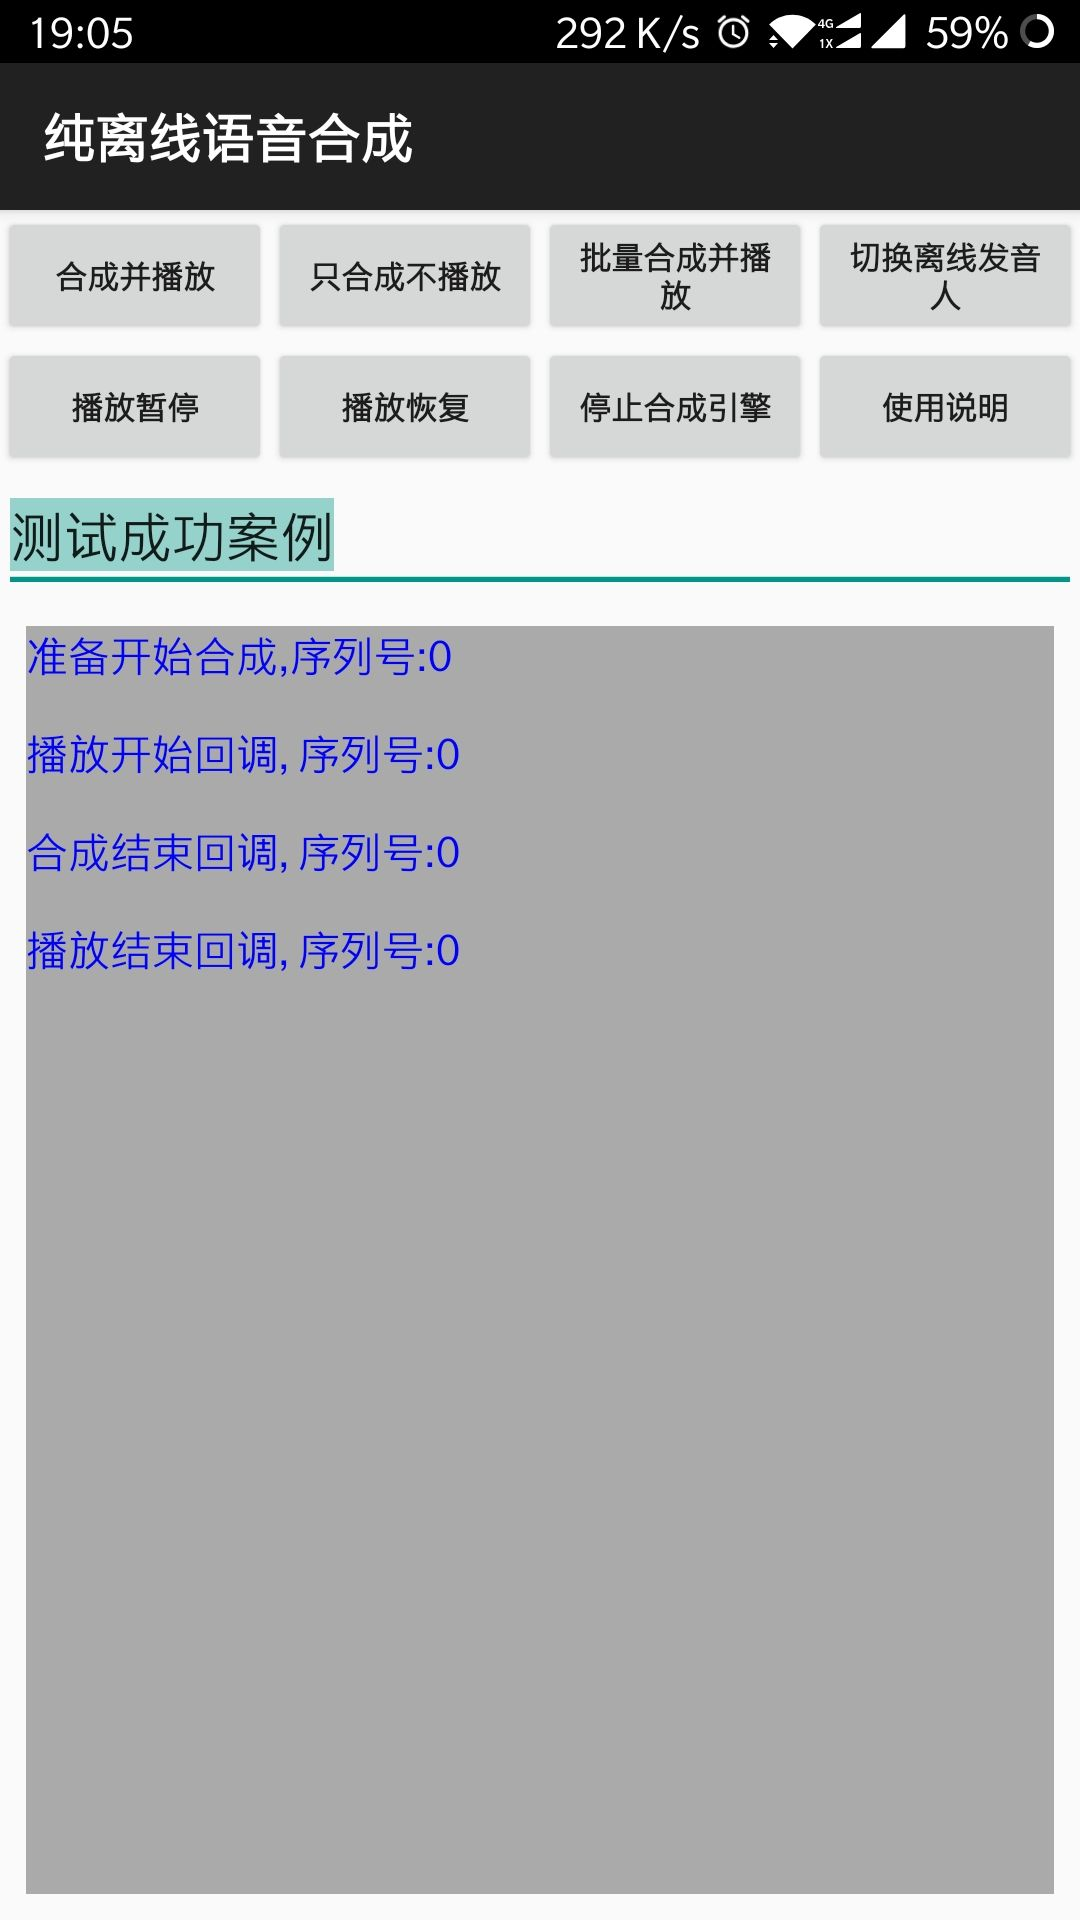 19:05 292 K/s 4G 1X 59%
纯离线语音合成
合成并播放 只合成不播放 批量合成并播放 切换离线发音人
播放暂停 播放恢复 停止合成引擎 使用说明
测试成功案例
准备开始合成,序列号:0
播放开始回调, 序列号:0
合成结束回调, 序列号:0
播放结束回调, 序列号:0